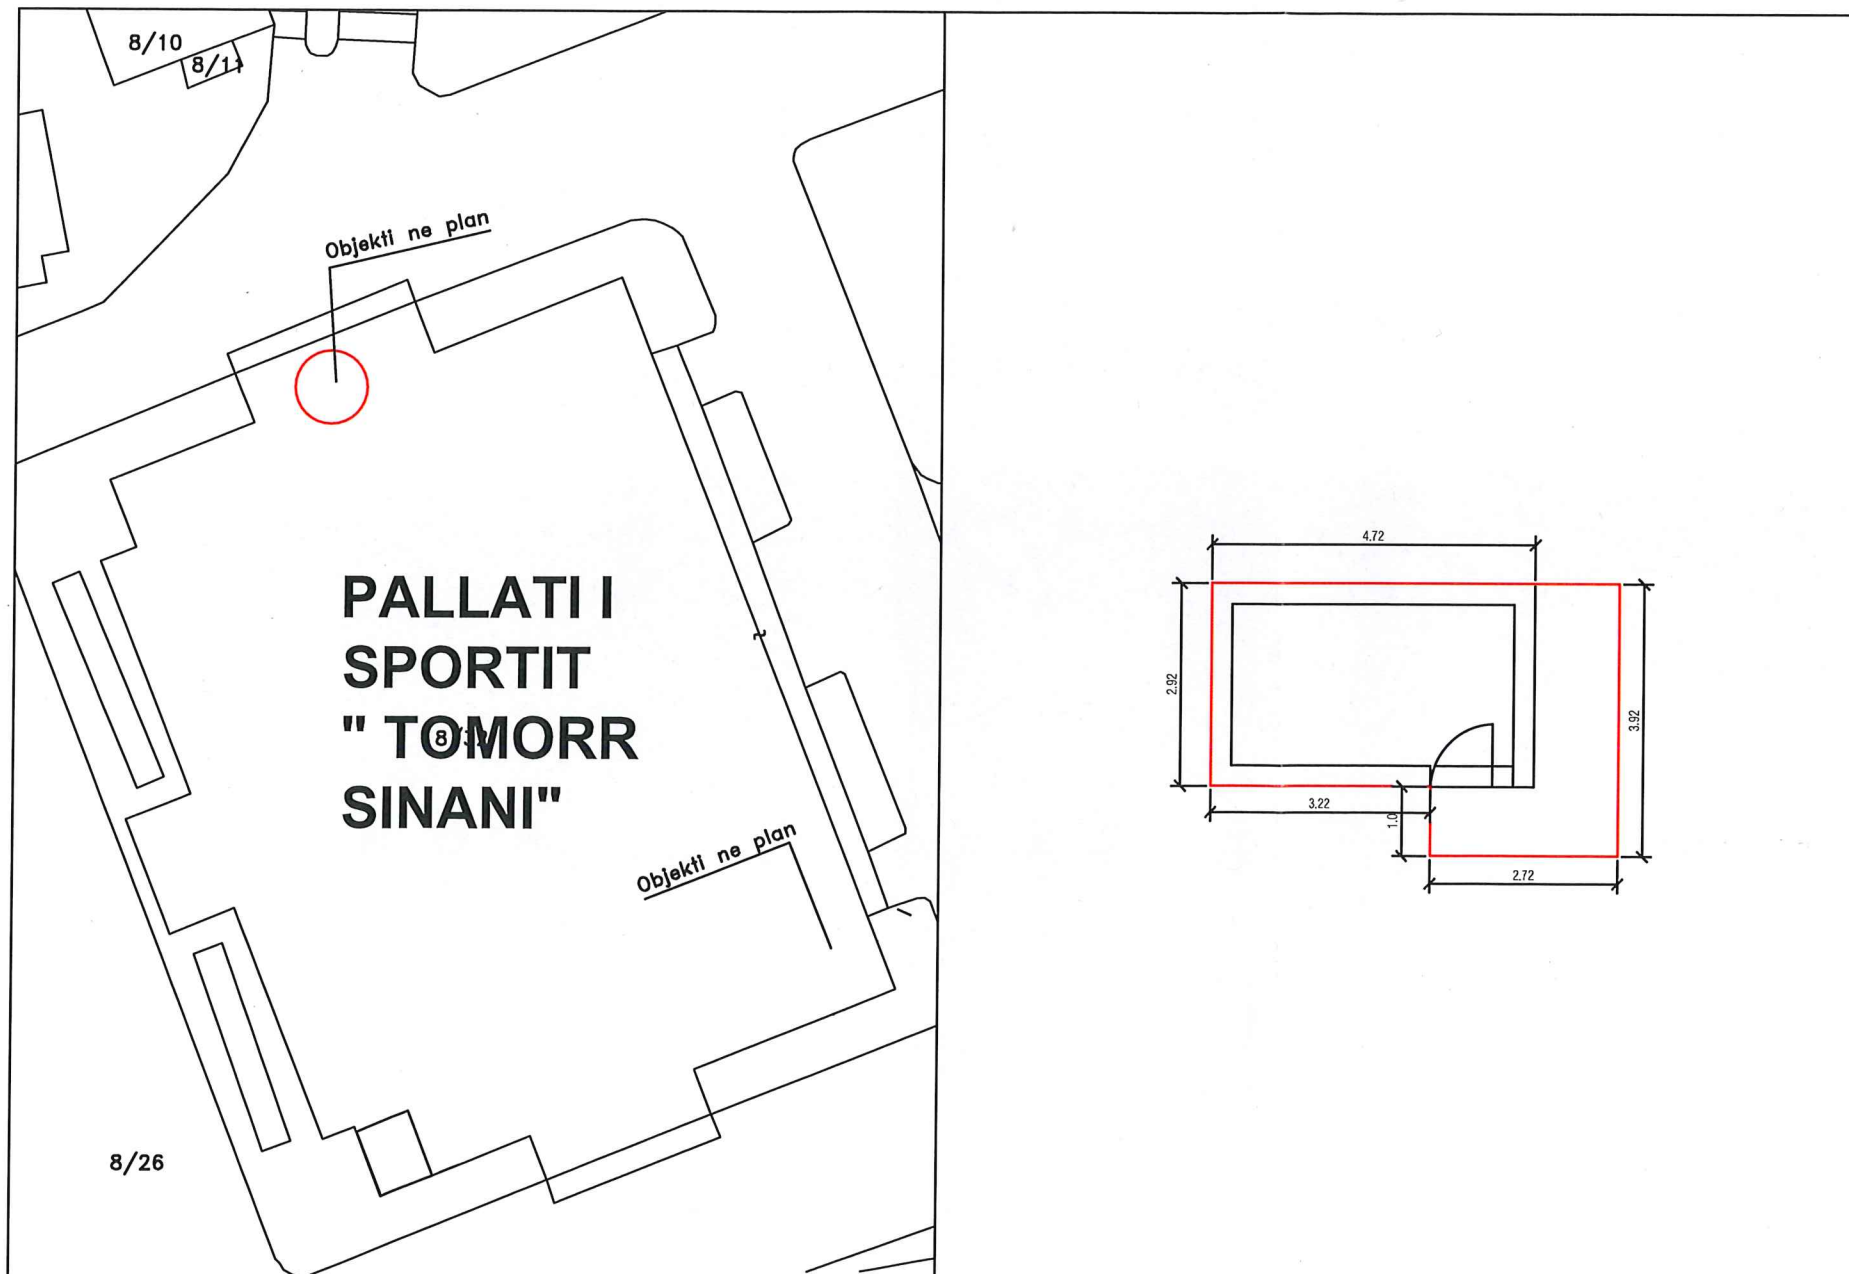 8/10
8/11
Objekti ne plan
PALLATI I
SPORTIT
" TOMORR
SINANI"
Objekti ne plan
8/26
4.72
2.92
3.92
3.22
1.0
2.72